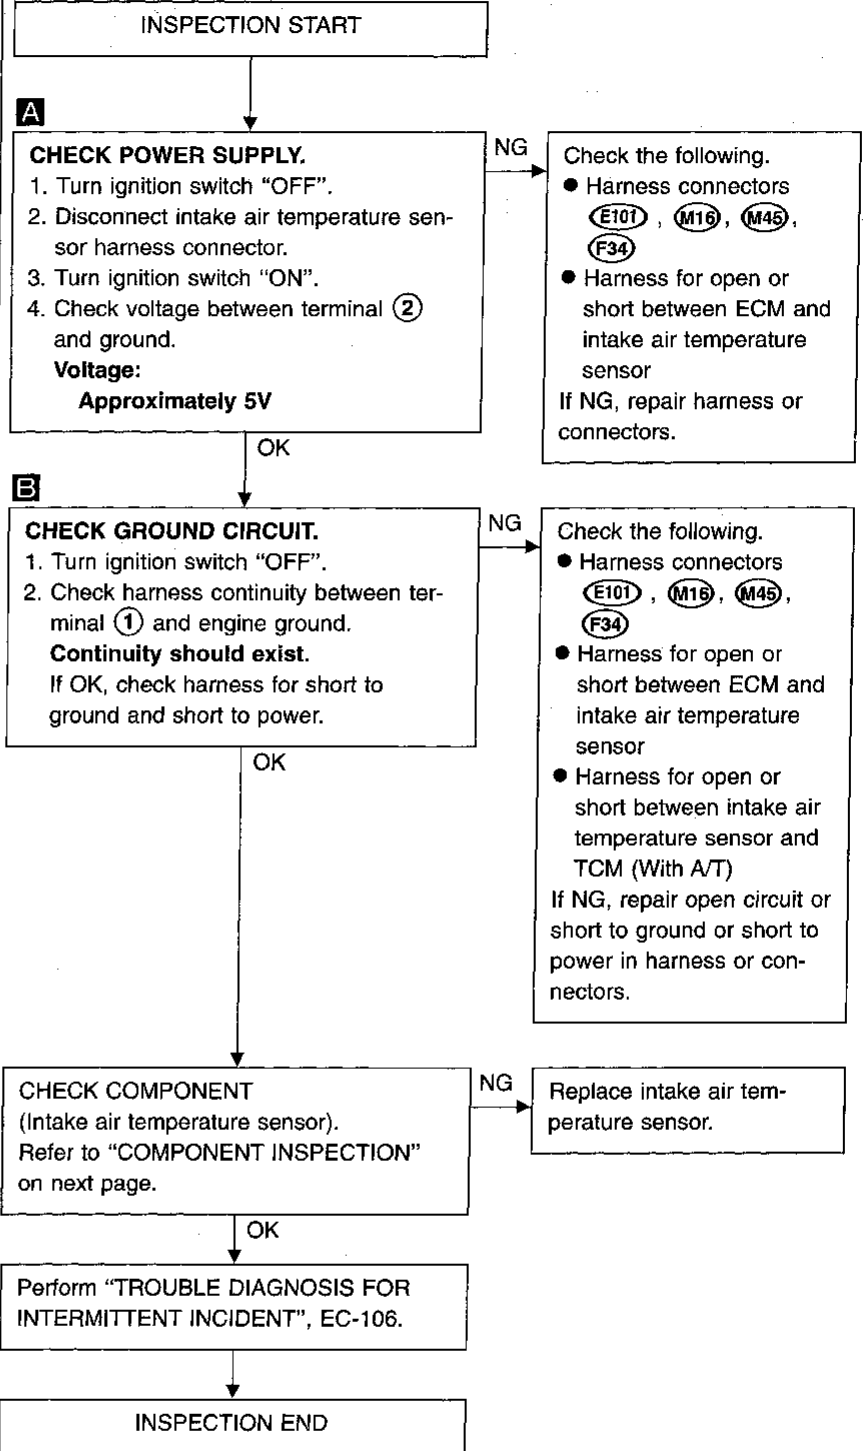 INSPECTION START
A
CHECK POWER SUPPLY.
1. Turn ignition switch “OFF”.
2. Disconnect intake air temperature sen-
sor harness connector.
3. Turn ignition switch “ON”.
4. Check voltage between terminal ②
and ground.
Voltage:
Approximately 5V
NG
Check the following.
● Harness connectors
E101 , M16 , M45 ,
F34
● Harness for open or
short between ECM and
intake air temperature
sensor
If NG, repair harness or
connectors.
OK
B
CHECK GROUND CIRCUIT.
1. Turn ignition switch “OFF”.
2. Check harness continuity between ter-
minal ① and engine ground.
Continuity should exist.
If OK, check harness for short to
ground and short to power.
NG
Check the following.
● Harness connectors
E101 , M16 , M45 ,
F34
● Harness for open or
short between ECM and
intake air temperature
sensor
● Harness for open or
short between intake air
temperature sensor and
TCM (With A/T)
If NG, repair open circuit or
short to ground or short to
power in harness or con-
nectors.
OK
CHECK COMPONENT
(Intake air temperature sensor).
Refer to “COMPONENT INSPECTION”
on next page.
NG
Replace intake air tem-
perature sensor.
OK
Perform “TROUBLE DIAGNOSIS FOR
INTERMITTENT INCIDENT”, EC-106.
INSPECTION END